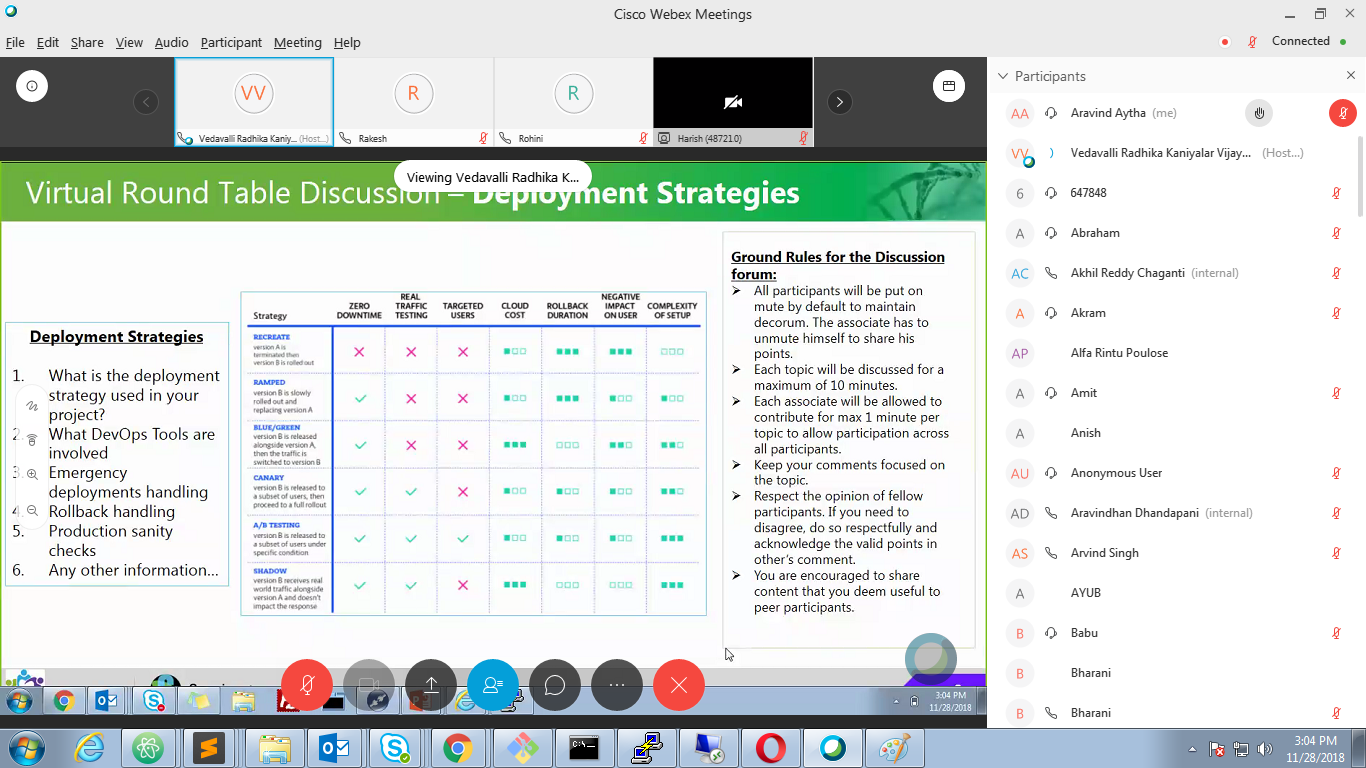 Cisco Webex Meetings
File Edit Share View Audio Participant Meeting Help
Connected
VV
Vedavalli Radhika Kaniy... (Host...)
R
Rakesh
R
Rohini
Harish (48721.0)
Viewing Vedavalli Radhika K...
Virtual Round Table Discussion – Deployment Strategies
Deployment Strategies
1. What is the deployment
strategy used in your
project?
2. What DevOps Tools are
involved
3. Emergency
deployments handling
4. Rollback handling
5. Production sanity
checks
6. Any other information...
Strategy
ZERO
DOWNTIME
REAL
TRAFFIC
TESTING
TARGETED
USERS
CLOUD
COST
ROLLBACK
DURATION
NEGATIVE
IMPACT
ON USER
COMPLEXITY
OF SETUP
RECREATE
version A is
terminated then
version B is rolled out
RAMPED
version B is slowly
rolled out and
replacing version A
BLUE/GREEN
version B is released
alongside version A,
then the traffic is
switched to version B
CANARY
version B is released
to a subset of users, then
proceed to a full rollout
A/B TESTING
version B is released to
a subset of users under
specific condition
SHADOW
version B receives real
world traffic alongside
version A and doesn't
impact the response
Ground Rules for the Discussion
forum:
All participants will be put on
mute by default to maintain
decorum. The associate has to
unmute himself to share his
points.
Each topic will be discussed for a
maximum of 10 minutes.
Each associate will be allowed to
contribute for max 1 minute per
topic to allow participation across
all participants.
Keep your comments focused on
the topic.
Respect the opinion of fellow
participants. If you need to
disagree, do so respectfully and
acknowledge the valid points in
other's comment.
You are encouraged to share
content that you deem useful to
peer participants.
3:04 PM
11/28/2018
Participants
AA Aravind Aytha (me)
VV Vedavalli Radhika Kaniyalar Vijay... (Host...)
6 647848
A Abraham
AC Akhil Reddy Chaganti (internal)
A Akram
AP Alfa Rintu Poulose
A Amit
A Anish
AU Anonymous User
AD Aravindhan Dhandapani (internal)
AS Arvind Singh
A AYUB
B Babu
B Bharani
B Bharani
3:04 PM
11/28/2018